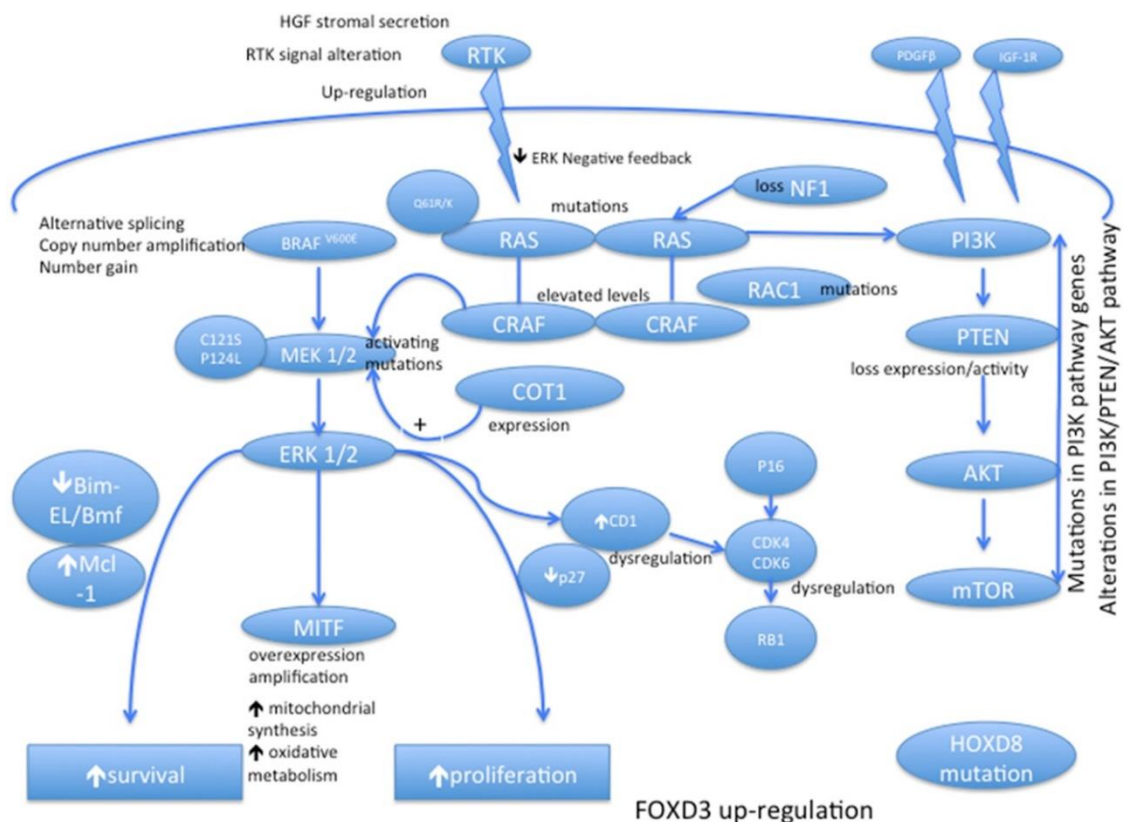 HGF stromal secretion
RTK signal alteration
RTK
Up-regulation
PDGFβ
IGF-1R
↓ ERK Negative feedback
loss NF1
Q61R/K
mutations
RAS
RAS
PI3K
Alternative splicing
Copy number amplification
Number gain
BRAF V600E
RAC1 mutations
elevated levels
CRAF
CRAF
C121S
P124L
MEK 1/2
activating
mutations
PTEN
loss expression/activity
COT1
expression
+
ERK 1/2
P16
AKT
↓Bim-
EL/Bmf
↑Mcl
-1
↑CD1
dysregulation
↓p27
CDK4
CDK6
dysregulation
mTOR
RB1
MITF
overexpression
amplification
↑ mitochondrial
synthesis
↑ oxidative
metabolism
↑survival
↑proliferation
HOXD8
mutation
FOXD3 up-regulation
Mutations in PI3K pathway genes
Alterations in PI3K/PTEN/AKT pathway